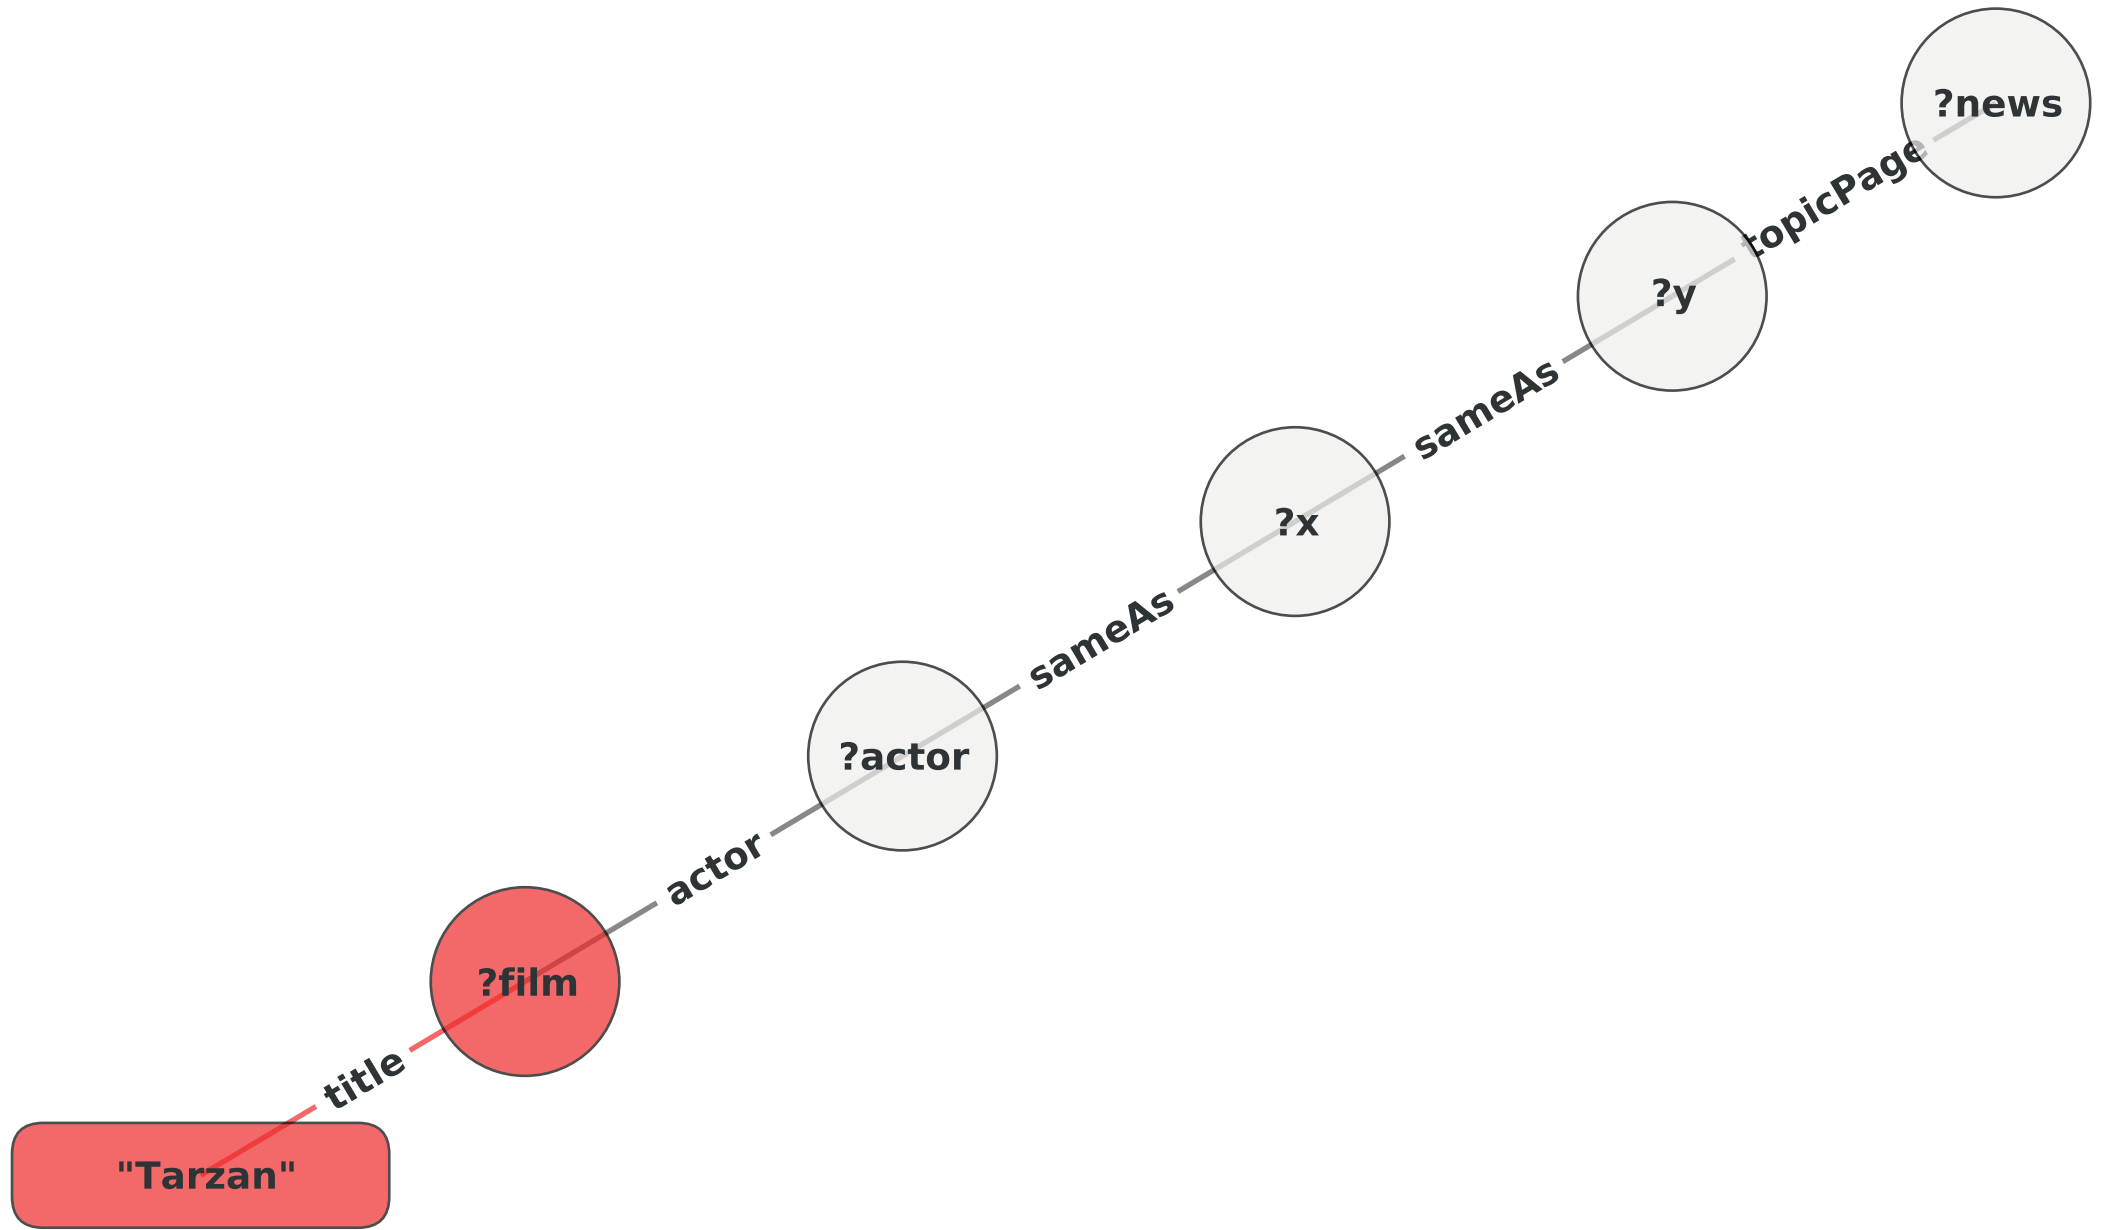 ?news
topicPage
?y
sameAs
?x
sameAs
?actor
actor
?film
title
"Tarzan"